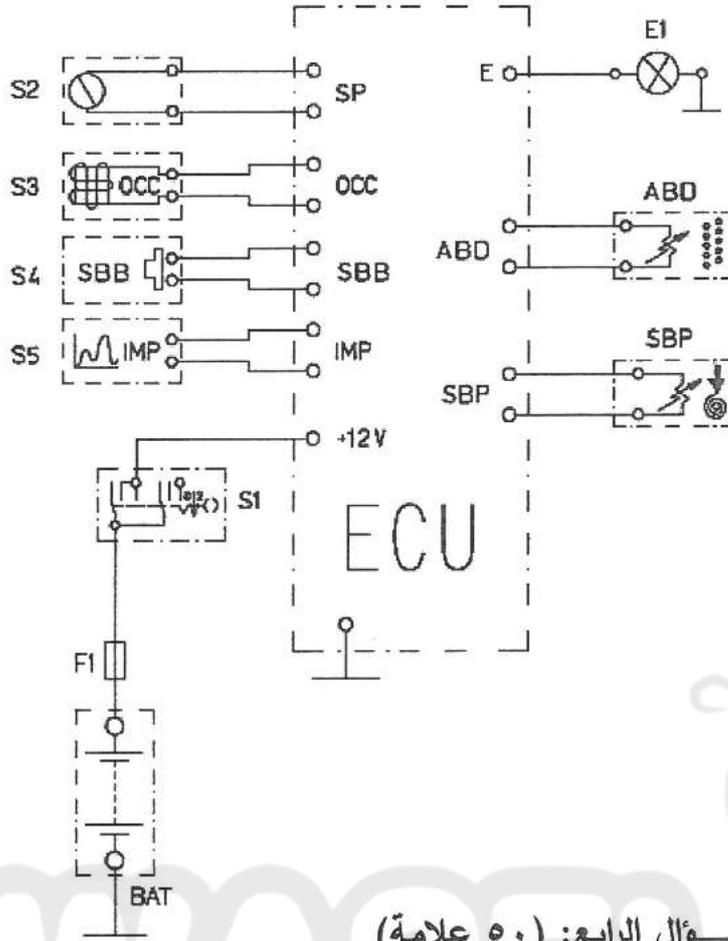 E1
S2
SP
E
S3
OCC
OCC
ABD
S4
SBB
SBB
ABD
S5
IMP
IMP
SBP
SBP
+12V
S1
ECU
F1
BAT
ؤال الرابع: (٥٠ علامة)